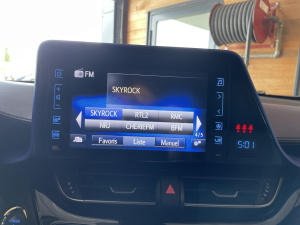 FM
SKYROCK
SKYROCK RTL2 RMC
NRJ CHERIEFM BFM
4/5
Favoris Liste Manuel
5:01